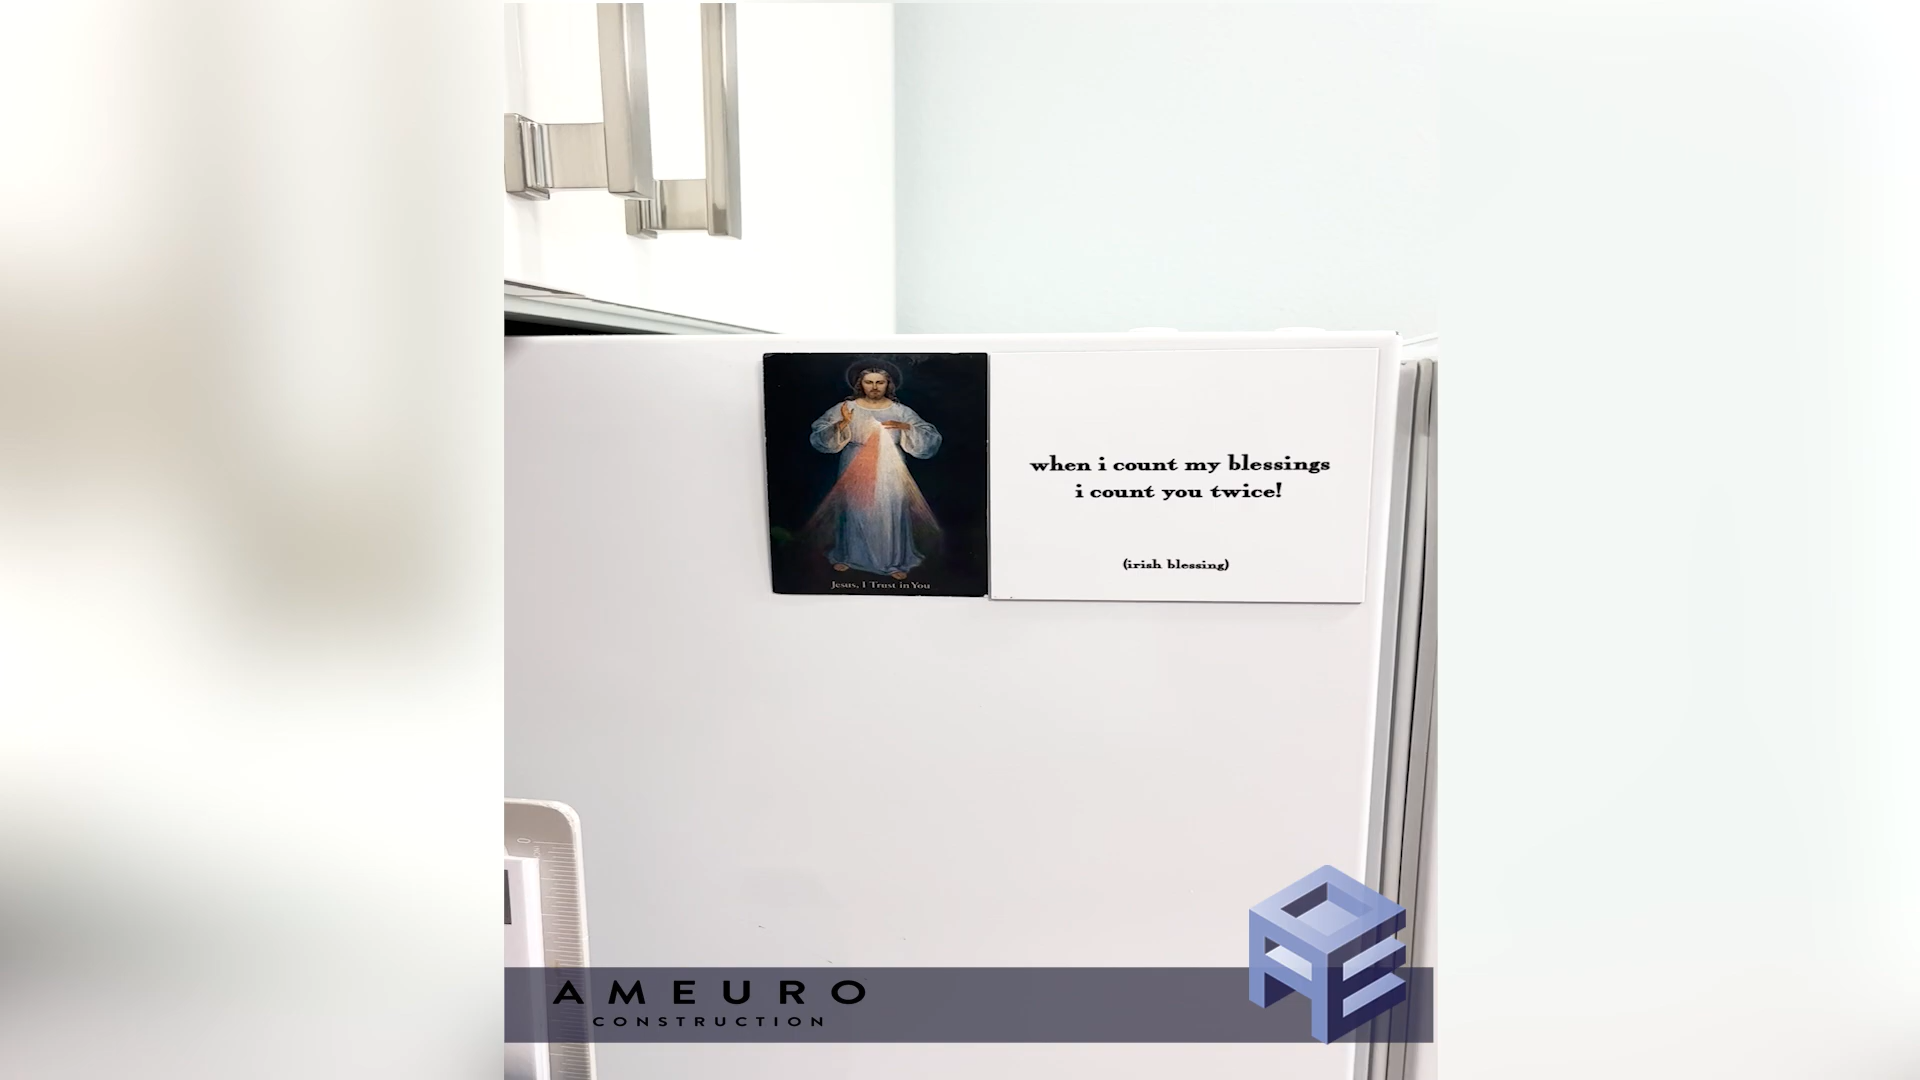 Jesus, I Trust in You
when i count my blessings
i count you twice!
(irish blessing)
AMEURO
CONSTRUCTION